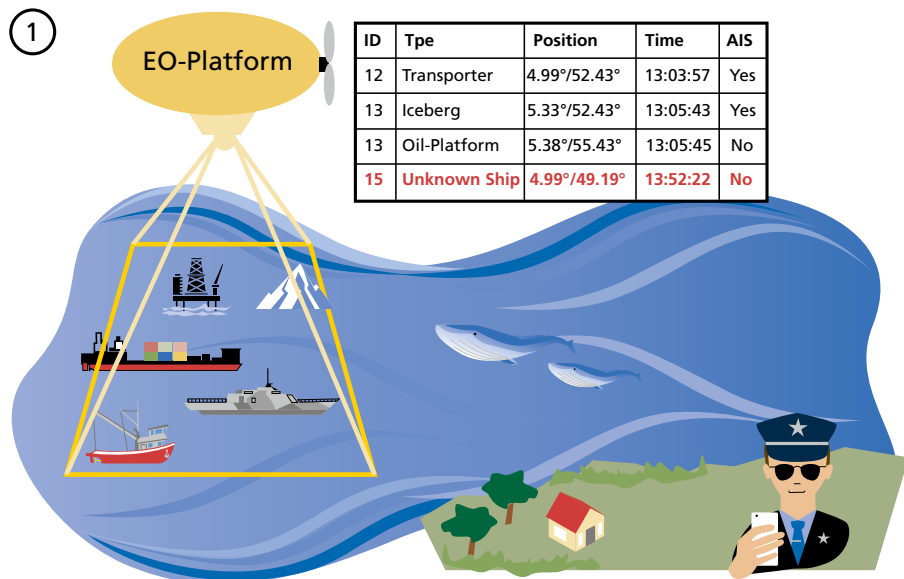 1
EO-Platform
ID Tpe Position Time AIS
12 Transporter 4.99°/52.43° 13:03:57 Yes
13 Iceberg 5.33°/52.43° 13:05:43 Yes
13 Oil-Platform 5.38°/55.43° 13:05:45 No
15 Unknown Ship 4.99°/49.19° 13:52:22 No